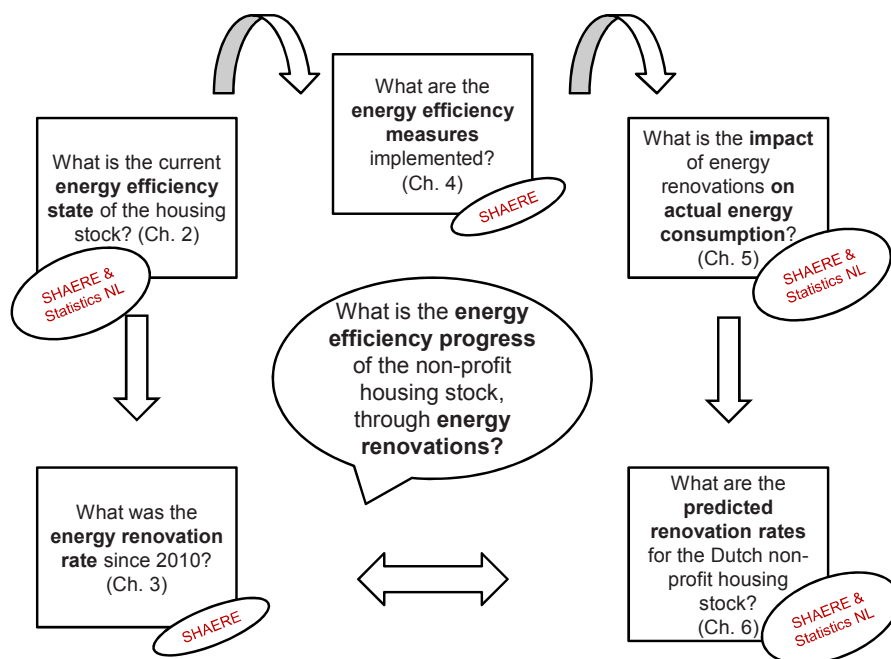 What are the
energy efficiency
measures
implemented?
(Ch. 4)
SHAERE
What is the current
energy efficiency
state of the housing
stock? (Ch. 2)
SHAERE &
Statistics NL
What is the impact
of energy
renovations on
actual energy
consumption?
(Ch. 5)
SHAERE &
Statistics NL
What is the energy
efficiency progress
of the non-profit
housing stock,
through energy
renovations?
What was the
energy renovation
rate since 2010?
(Ch. 3)
SHAERE
What are the
predicted
renovation rates
for the Dutch non-
profit housing
stock?
(Ch. 6)
SHAERE &
Statistics NL